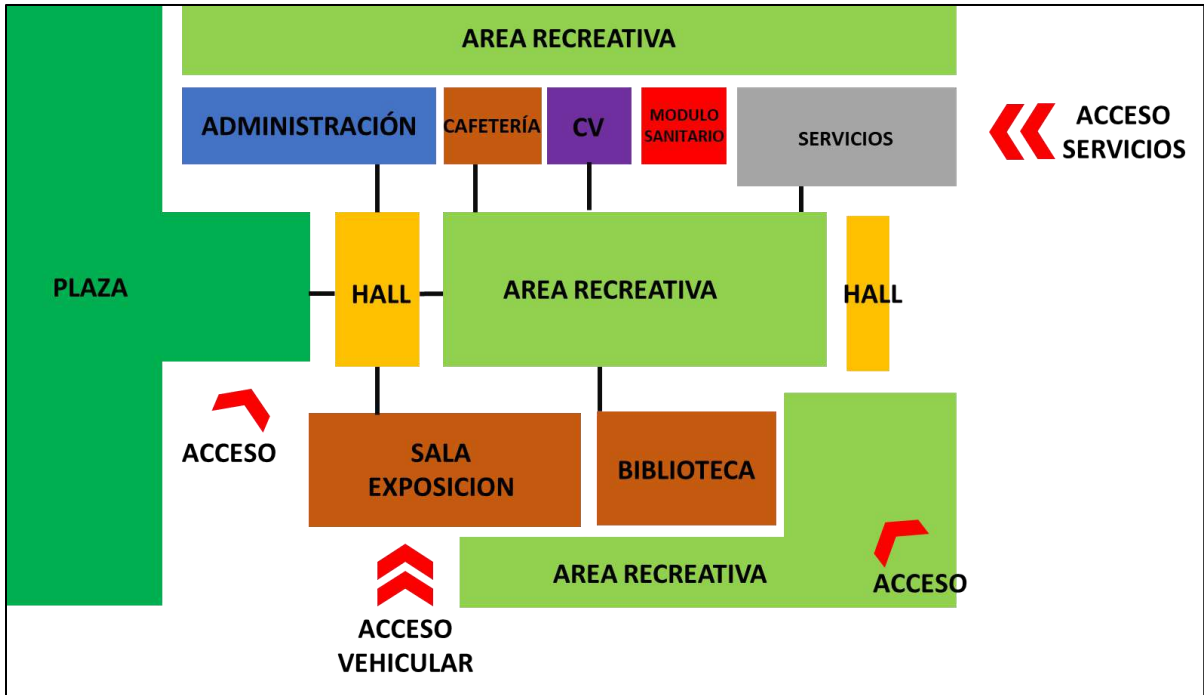 AREA RECREATIVA
ADMINISTRACIÓN
CAFETERÍA
CV
MODULO
SANITARIO
SERVICIOS
ACCESO
SERVICIOS
PLAZA
HALL
AREA RECREATIVA
HALL
ACCESO
SALA
EXPOSICION
BIBLIOTECA
AREA RECREATIVA
ACCESO
ACCESO
VEHICULAR